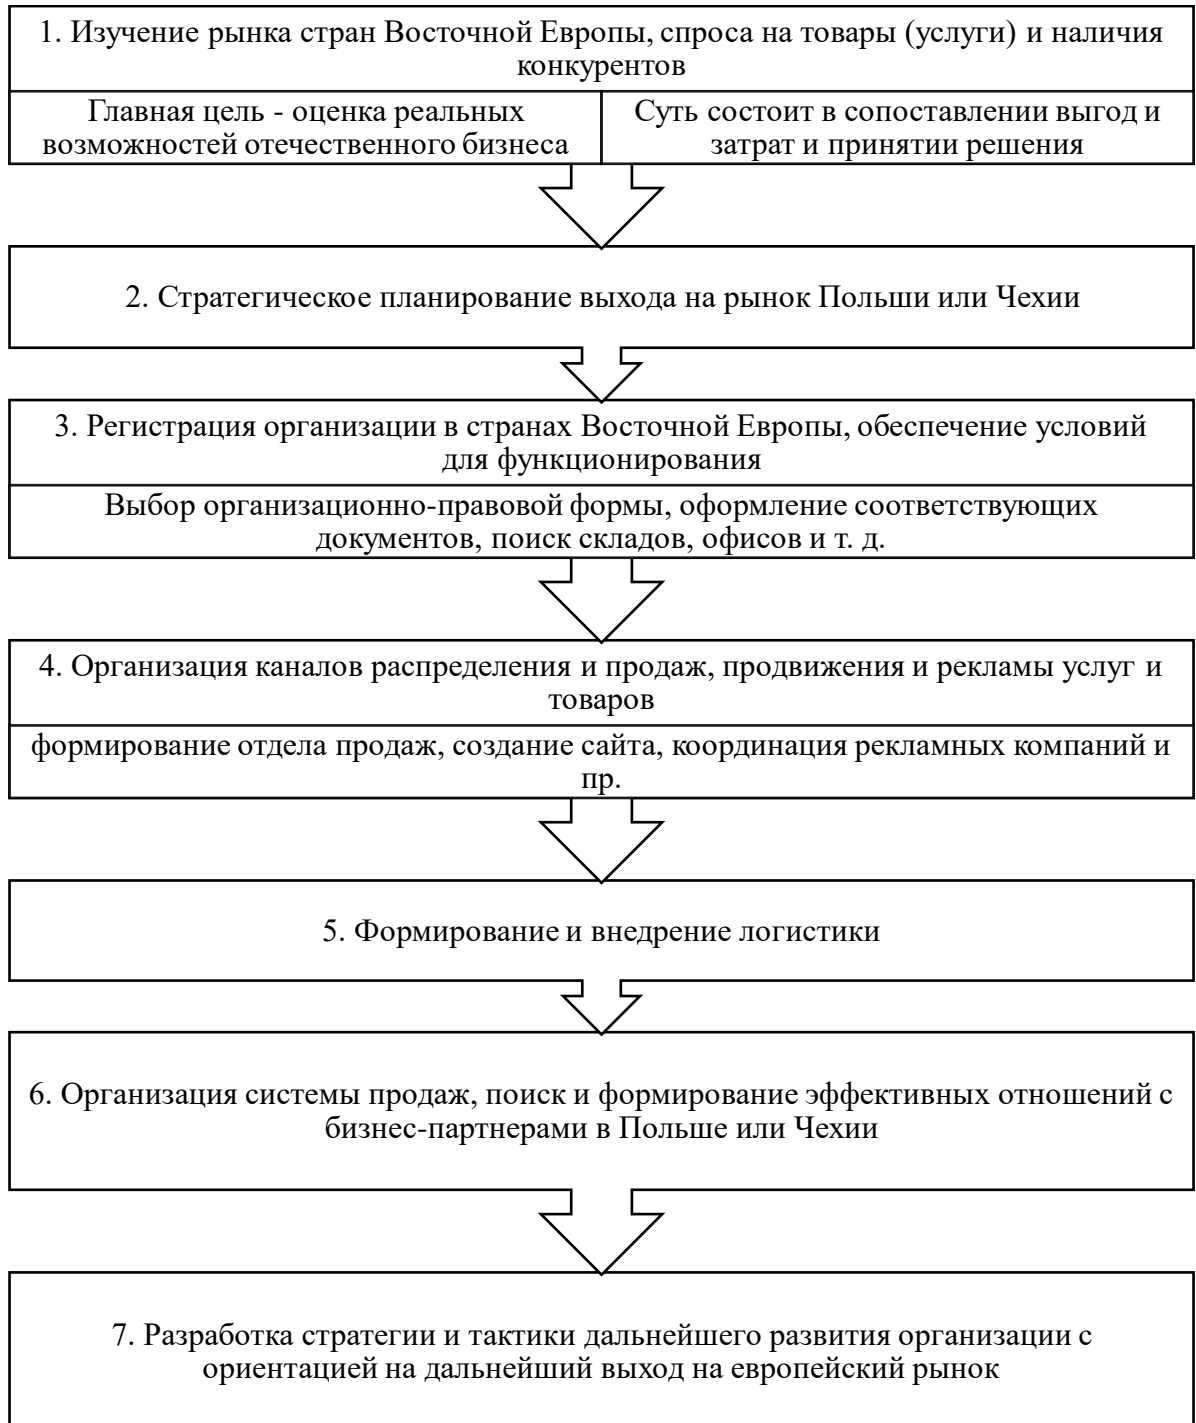 1. Изучение рынка стран Восточной Европы, спроса на товары (услуги) и наличия
конкурентов
Главная цель - оценка реальных
возможностей отечественного бизнеса
Суть состоит в сопоставлении выгод и
затрат и принятии решения
2. Стратегическое планирование выхода на рынок Польши или Чехии
3. Регистрация организации в странах Восточной Европы, обеспечение условий
для функционирования
Выбор организационно-правовой формы, оформление соответствующих
документов, поиск складов, офисов и т. д.
4. Организация каналов распределения и продаж, продвижения и рекламы услуг и
товаров
формирование отдела продаж, создание сайта, координация рекламных компаний и
пр.
5. Формирование и внедрение логистики
6. Организация системы продаж, поиск и формирование эффективных отношений с
бизнес-партнерами в Польше или Чехии
7. Разработка стратегии и тактики дальнейшего развития организации с
ориентацией на дальнейший выход на европейский рынок